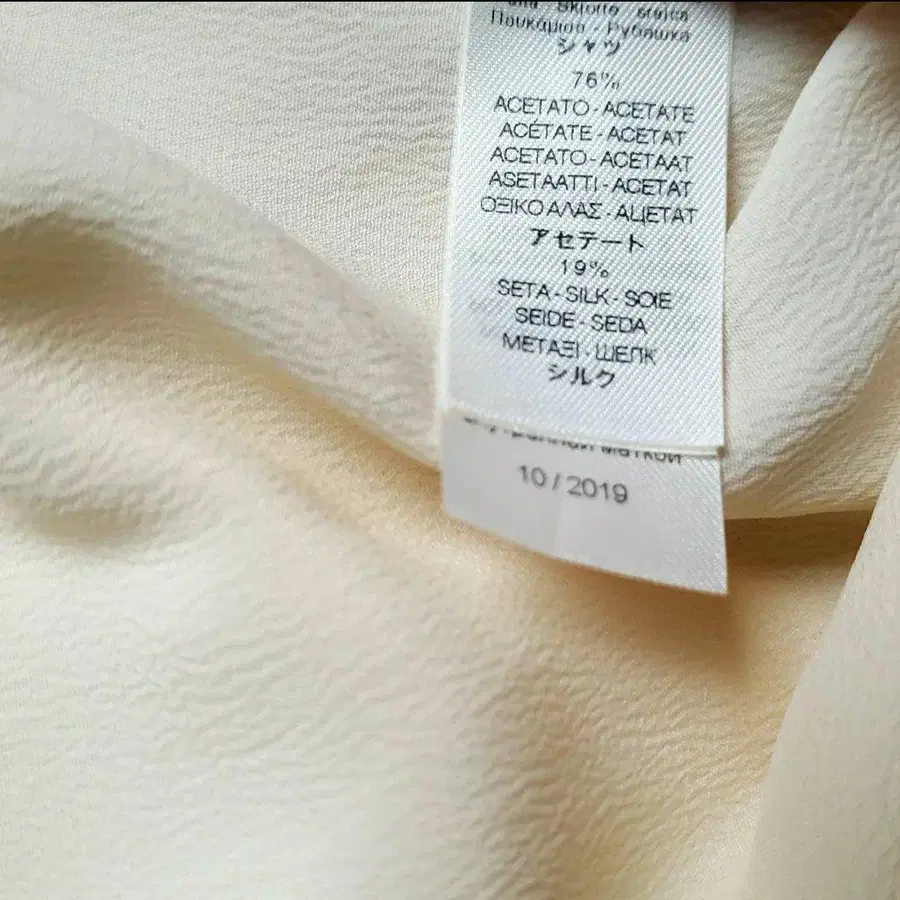 Πουκάμισο - Рубашка
シャツ
76%
ACETATO - ACETATE
ACÉTATE - ACETAT
ACETATO - ACETAAT
ASETAATTI - ACETAT
ΟΞΙΚΟ ΑΛΑΣ - АЦЕТАТ
アセテート
19%
SETA - SILK - SOIE
SEIDE - SEDA
ΜΕΤΑΞΙ - ШЕЛК
シルク
10 / 2019